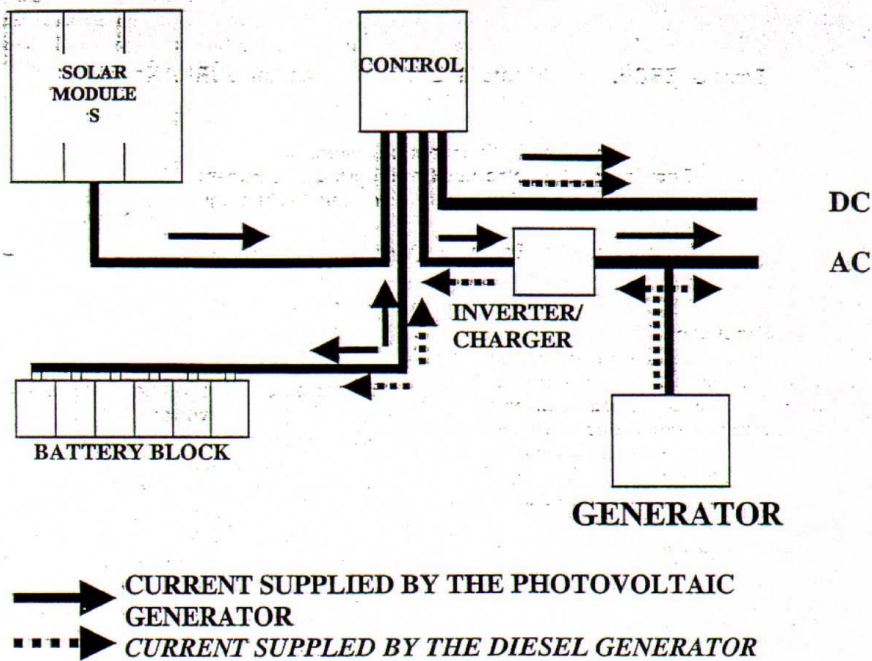 SOLAR
MODULE
S
CONTROL
DC
AC
INVERTER/
CHARGER
BATTERY BLOCK
GENERATOR
CURRENT SUPPLIED BY THE PHOTOVOLTAIC
GENERATOR
CURRENT SUPPLED BY THE DIESEL GENERATOR